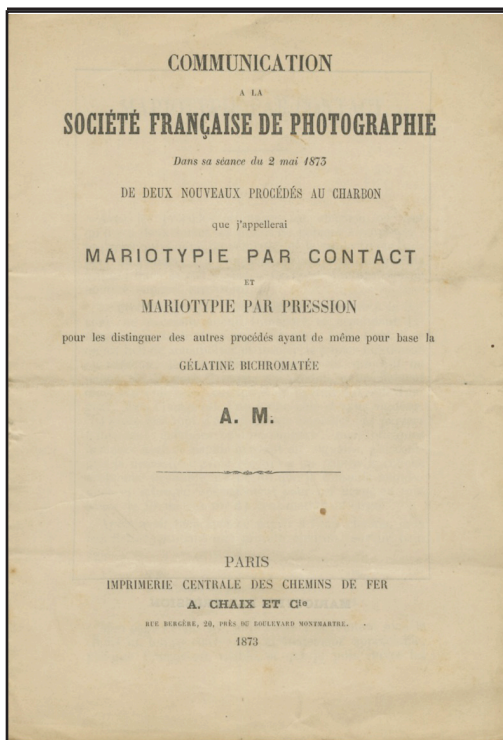 COMMUNICATION
A LA
SOCIÉTÉ FRANÇAISE DE PHOTOGRAPHIE
Dans sa séance du 2 mai 1873
DE DEUX NOUVEAUX PROCÉDÉS AU CHARBON
que j'appellerai
MARIOTYPIE PAR CONTACT
ET
MARIOTYPIE PAR PRESSION
pour les distinguer des autres procédés ayant de même pour base la
GÉLATINE BICHROMATÉE
A. M.
PARIS
IMPRIMERIE CENTRALE DES CHEMINS DE FER
A. CHAIX ET Cie
RUE BERGÈRE, 20, PRÈS DU BOULEVARD MONTMARTRE.
1873